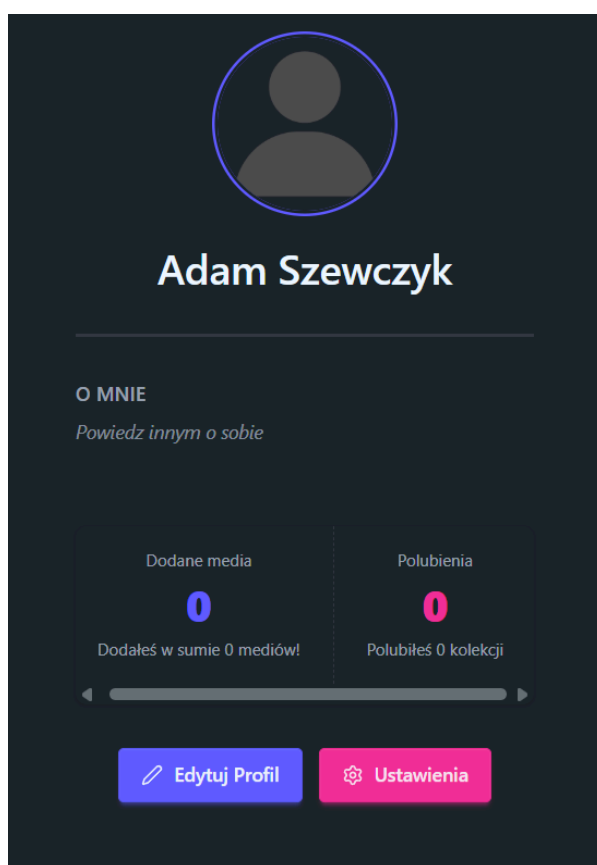 Adam Szewczyk
O MNIE
Powiedz innym o sobie
Dodane media
0
Dodałeś w sumie 0 mediów!
Polubienia
0
Polubiłeś 0 kolekcji
Edytuj Profil
Ustawienia